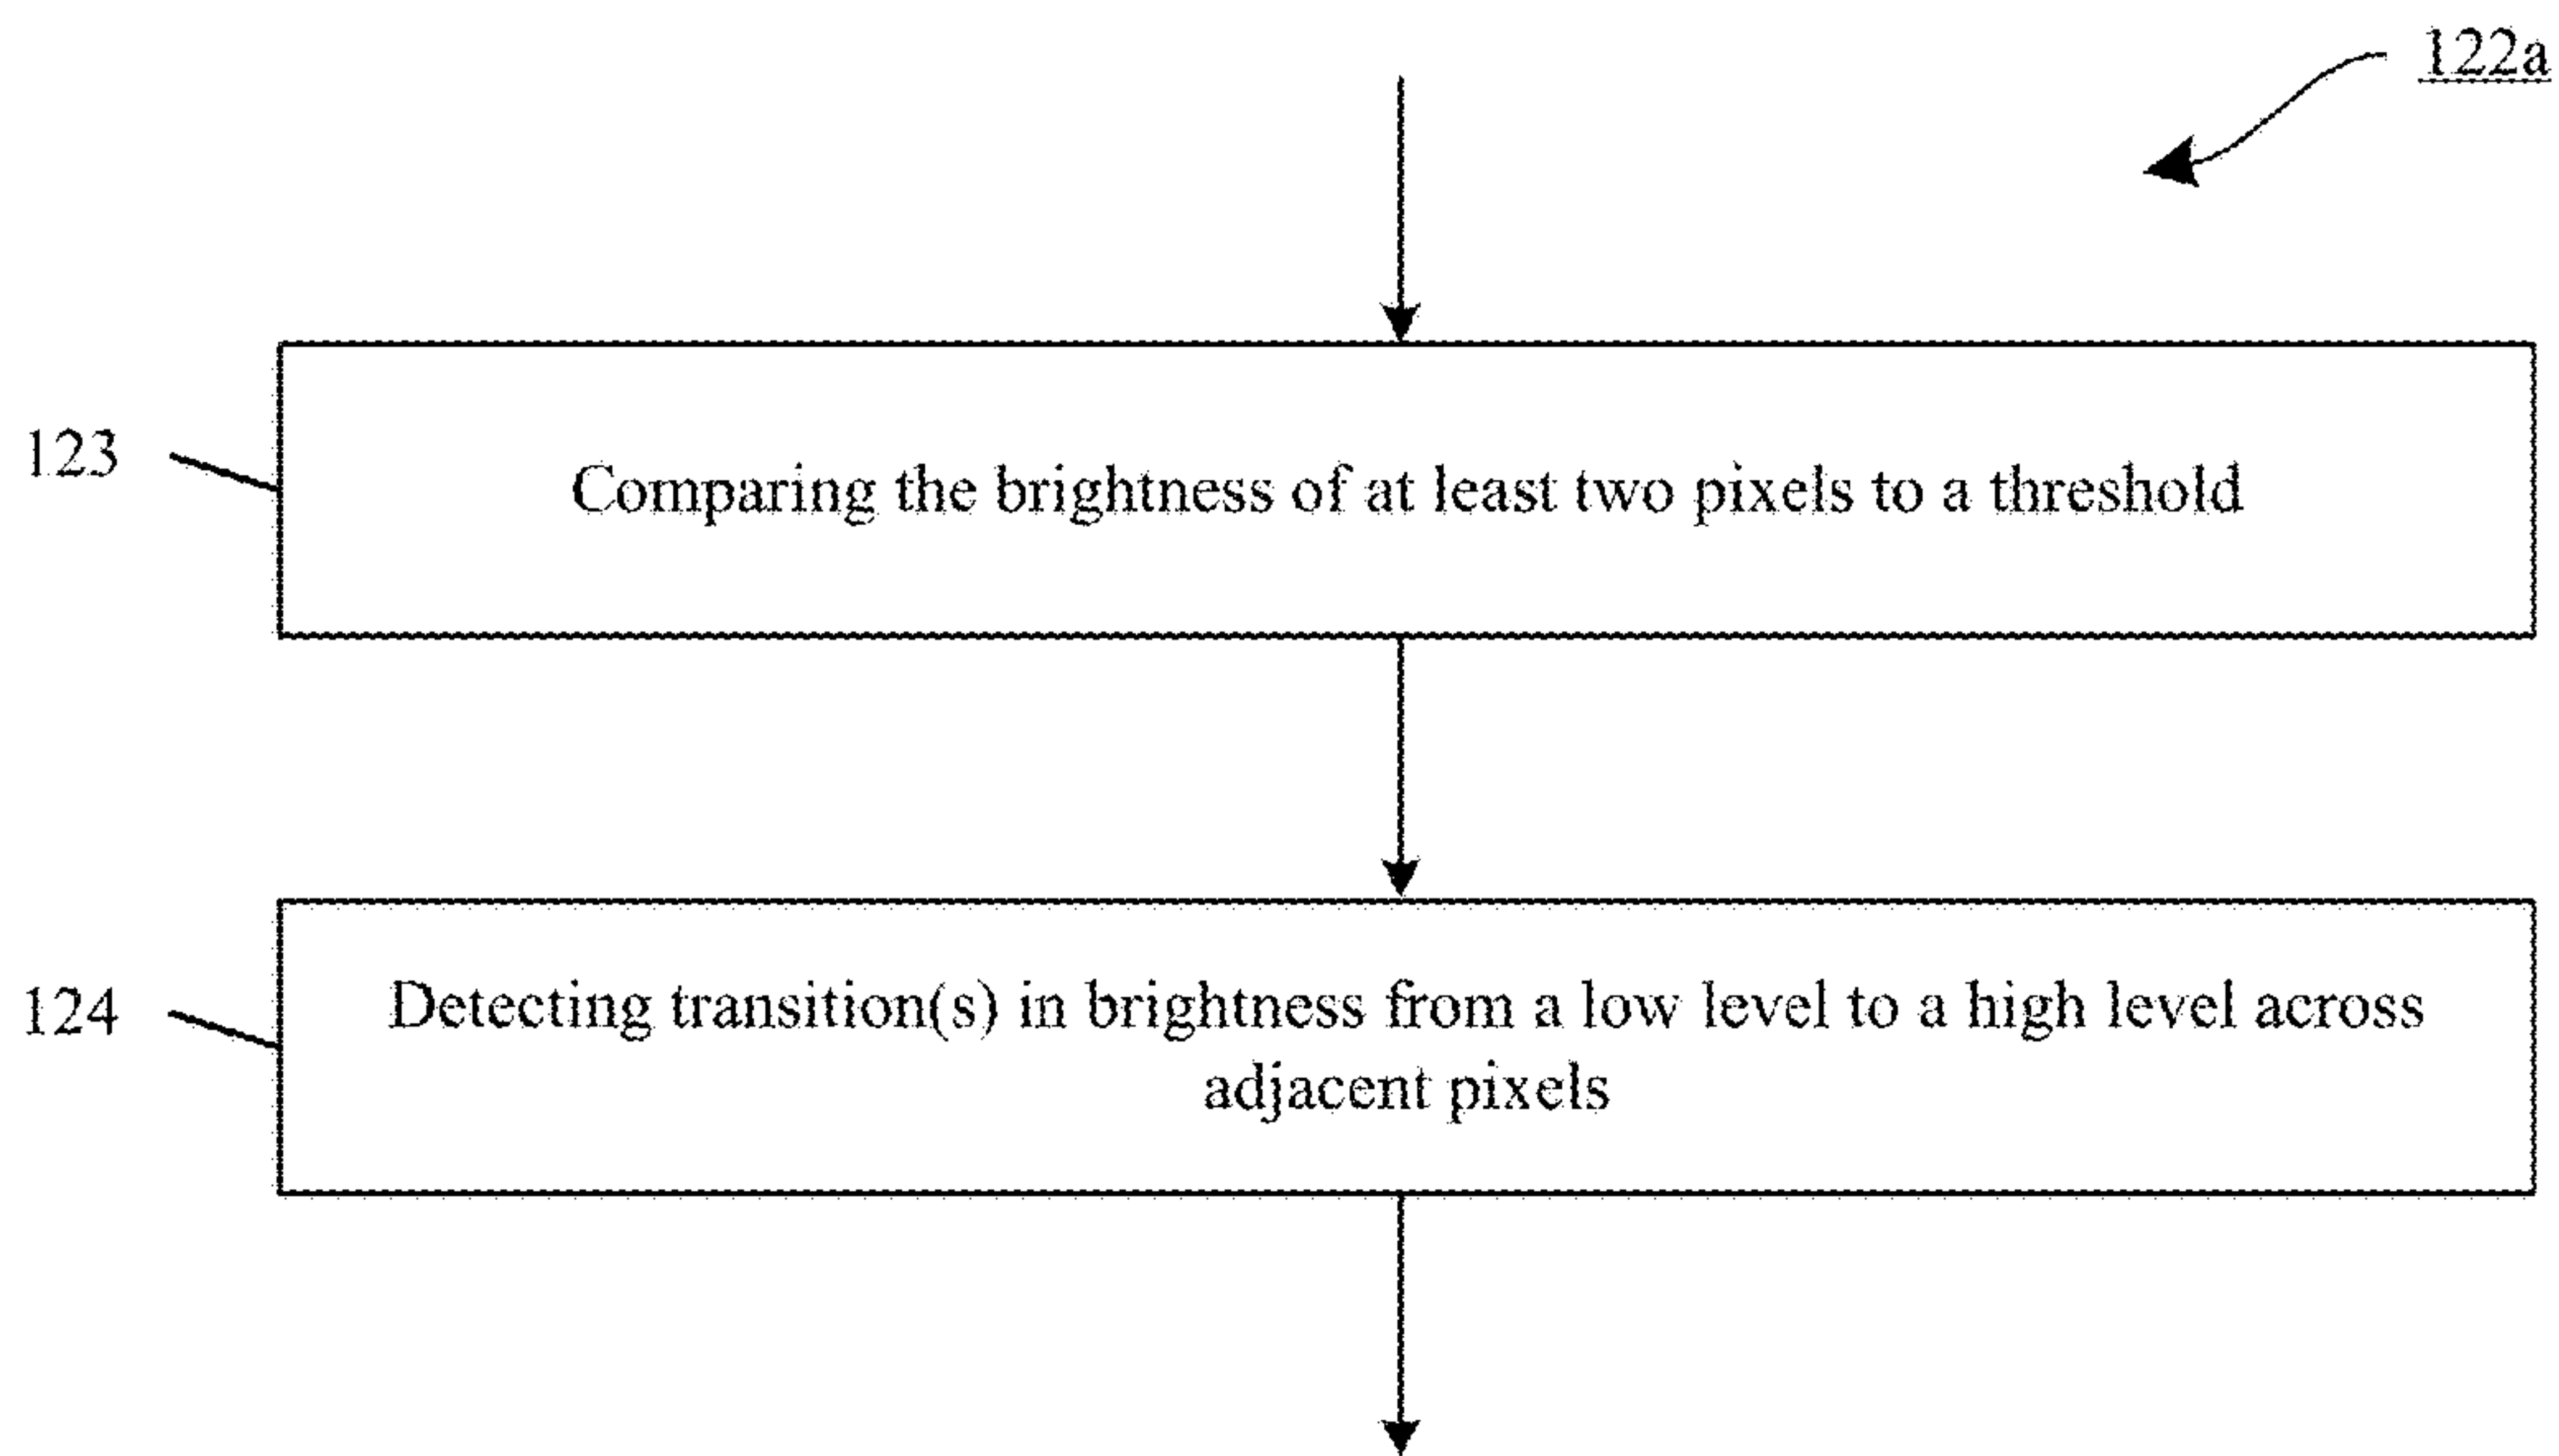 122a
123
Comparing the brightness of at least two pixels to a threshold
124
Detecting transition(s) in brightness from a low level to a high level across
adjacent pixels